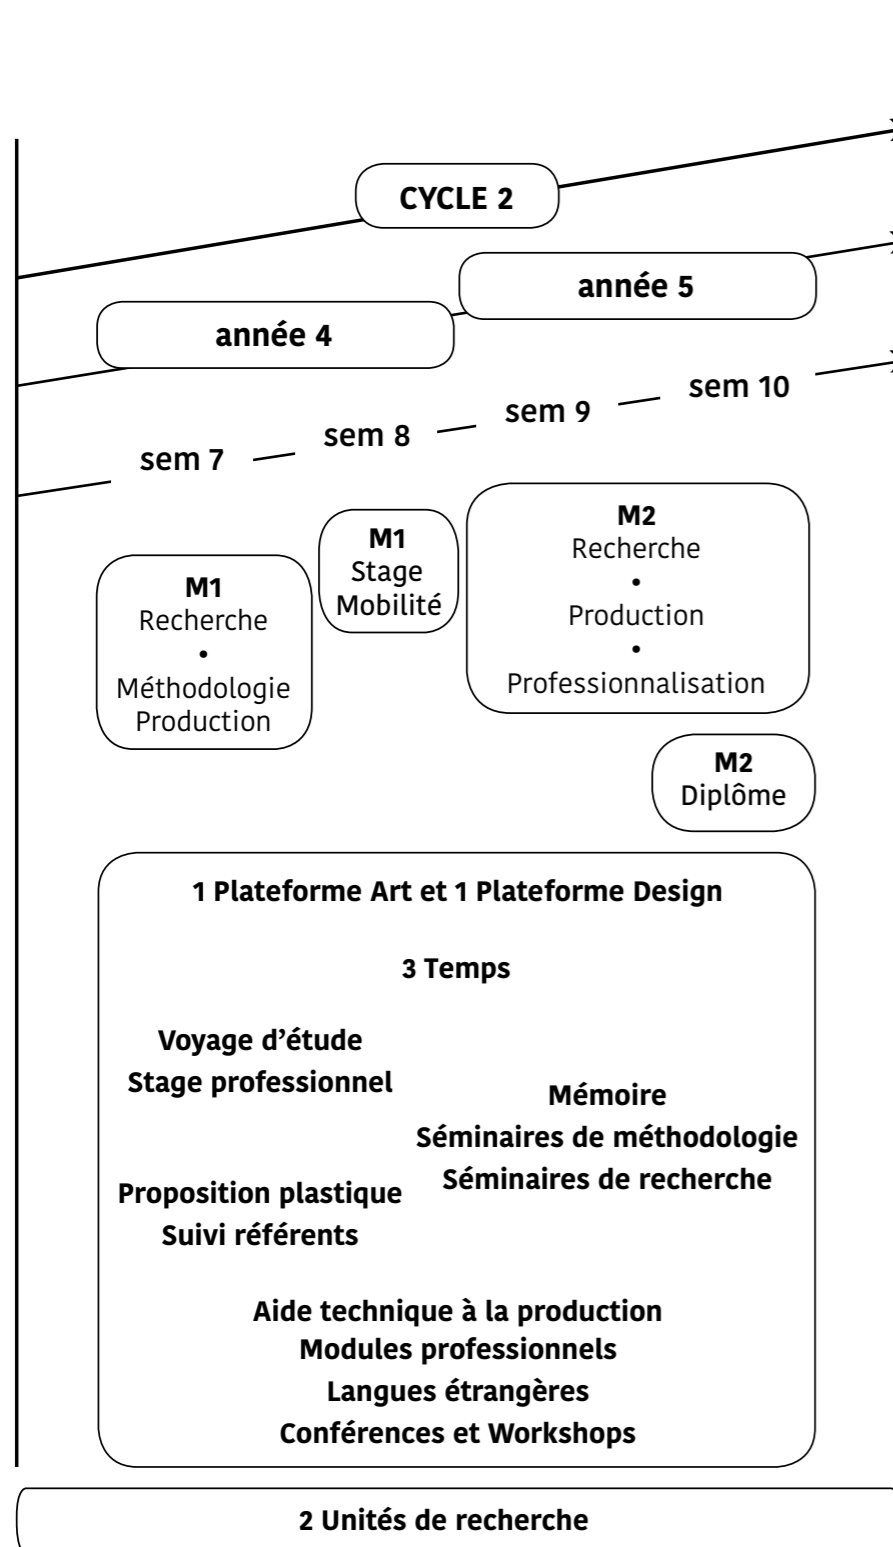 CYCLE 2
année 5
année 4
sem 10
sem 9
sem 8
sem 7
M1
Recherche
•
Méthodologie
Production
M1
Stage
Mobilité
M2
Recherche
•
Production
•
Professionnalisation
M2
Diplôme
1 Plateforme Art et 1 Plateforme Design
3 Temps
Voyage d’étude
Stage professionnel
Mémoire
Séminaires de méthodologie
Séminaires de recherche
Proposition plastique
Suivi référents
Aide technique à la production
Modules professionnels
Langues étrangères
Conférences et Workshops
2 Unités de recherche